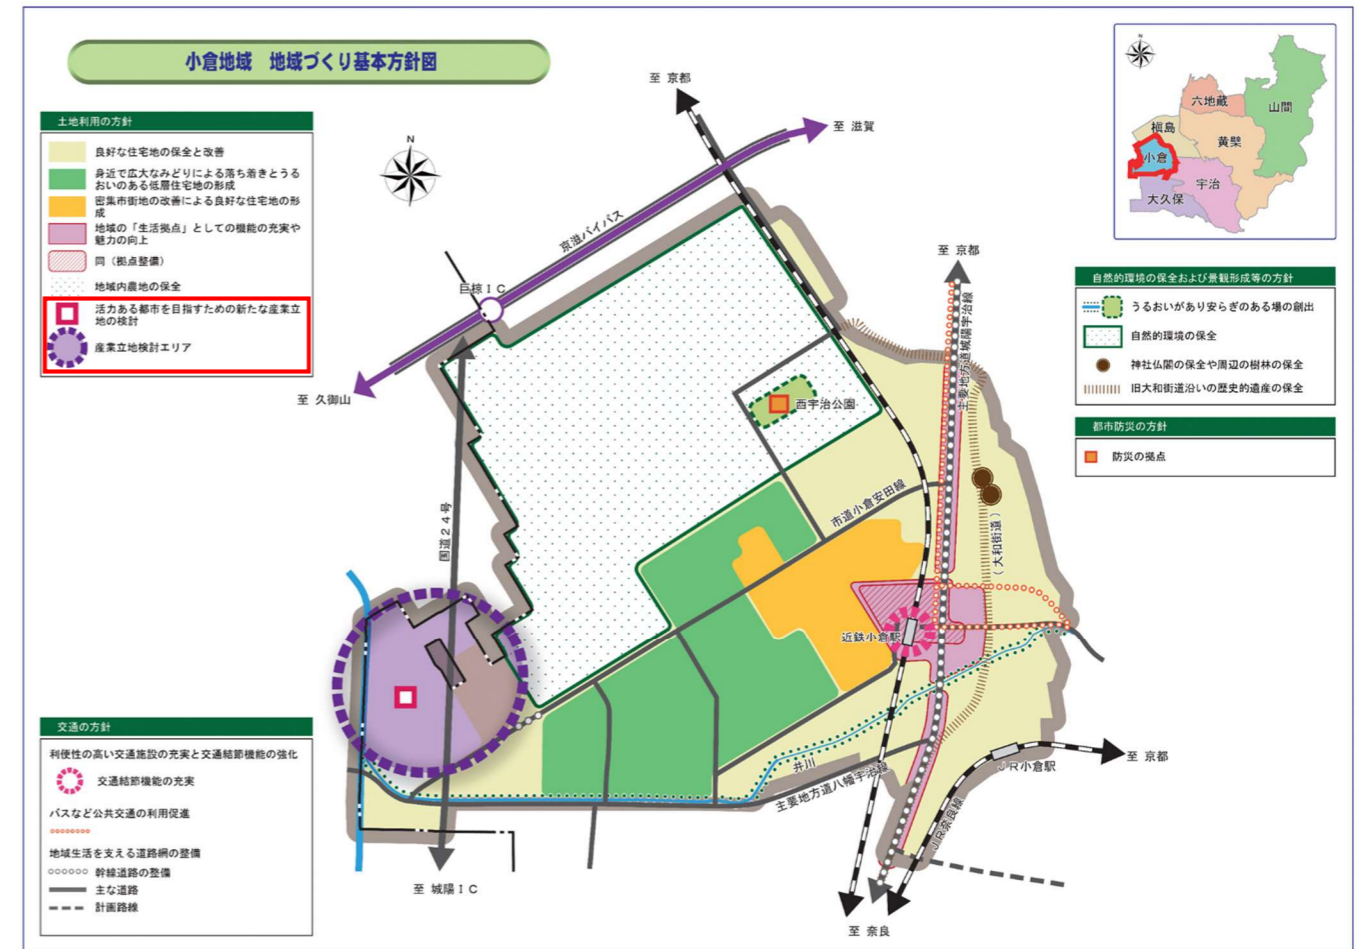 小倉地域　地域づくり基本方針図
土地利用の方針
良好な住宅地の保全と改善
身近で広大なみどりによる落ち着きとうる
おいのある低層住宅地の形成
密集市街地の改善による良好な住宅地の形
成
地域の「生活拠点」としての機能の充実や
魅力の向上
同（拠点整備）
地域内農地の保全
活力ある都市を目指すための新たな産業立
地の検討
産業立地検討エリア
N
至 京都
至 滋賀
京滋バイパス
巨椋ＩＣ
至 久御山
至 京都
主要地方道城陽宇治線
西宇治公園
国道２４号
市道小倉安田線
（大和街道）
近鉄小倉駅
井川
主要地方道八幡宇治線
ＪＲ小倉駅
至 京都
ＪＲ奈良線
至 城陽ＩＣ
至 奈良
N
六地蔵
山間
槇島
黄檗
小倉
宇治
大久保
自然的環境の保全および景観形成等の方針
うるおいがあり安らぎのある場の創出
自然的環境の保全
神社仏閣の保全や周辺の樹林の保全
旧大和街道沿いの歴史的遺産の保全
都市防災の方針
防災の拠点
交通の方針
利便性の高い交通施設の充実と交通結節機能の強化
交通結節機能の充実
バスなど公共交通の利用促進
地域生活を支える道路網の整備
幹線道路の整備
主な道路
計画路線